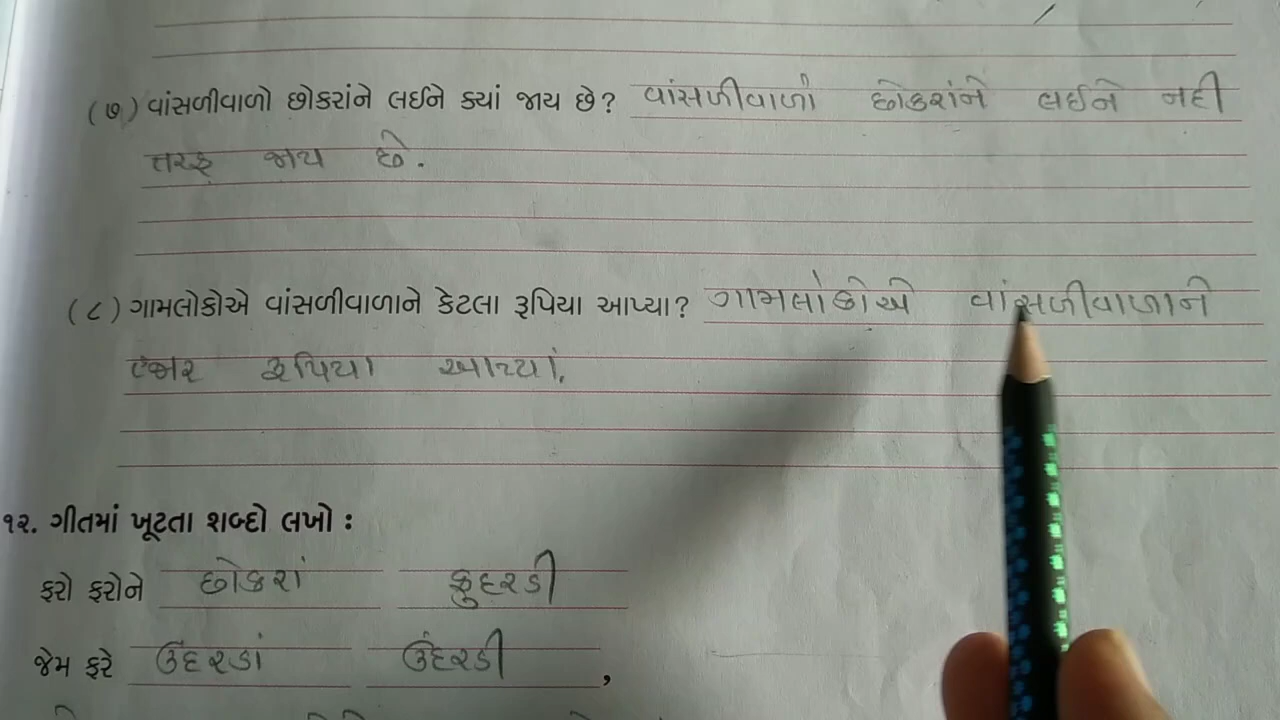 (૭) વાંસળીવાળો છોકરાંને લઈને ક્યાં જાય છે? વાંસળીવાળો છોકરાંને લઈને નદી
તરફ જાય છે.
(૮) ગામલોકોએ વાંસળીવાળાને કેટલા રૂપિયા આપ્યા? ગામલોકોએ વાંસળીવાળાને
હજાર રૂપિયા આપ્યાં.
૧૨. ગીતમાં ખૂટતા શબ્દો લખો :
ફરો ફરોને છોકરાં ફુદરડી
જેમ ફરે ઉંદરડાં ઉંદરડી,